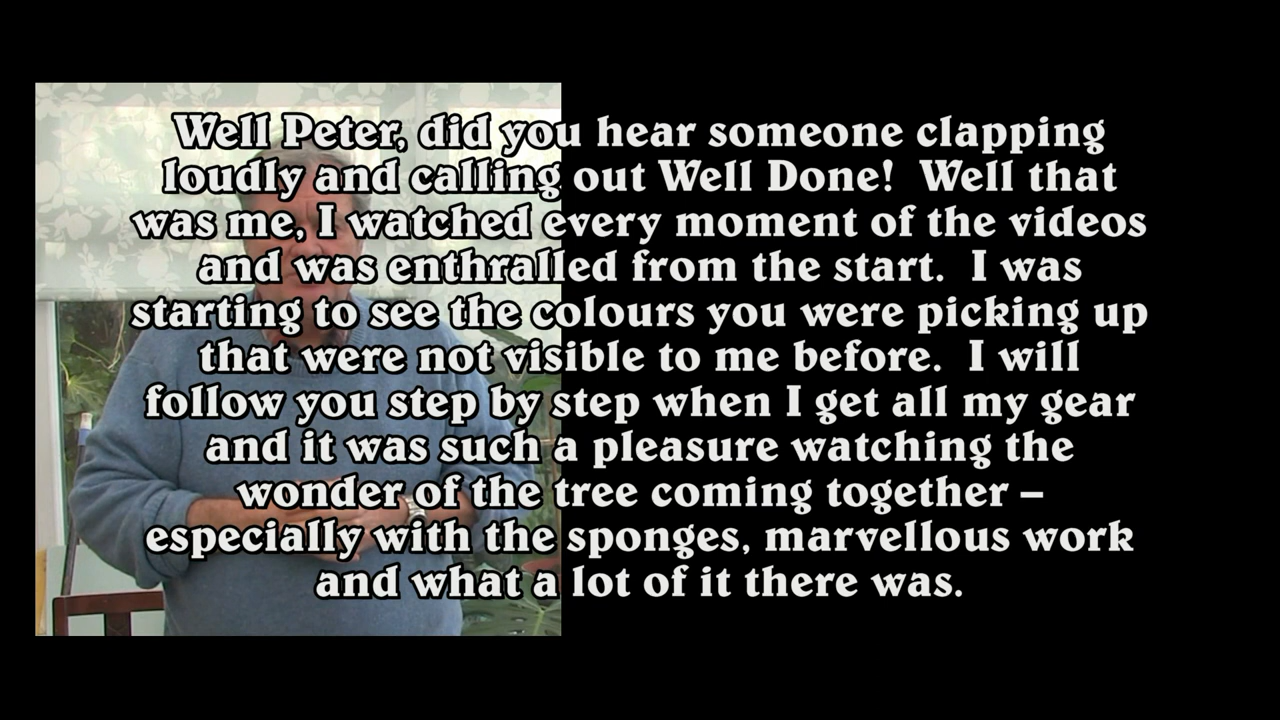 Well Peter, did you hear someone clapping
loudly and calling out Well Done!  Well that
was me, I watched every moment of the videos
and was enthralled from the start.  I was
starting to see the colours you were picking up
that were not visible to me before.  I will
follow you step by step when I get all my gear
and it was such a pleasure watching the
wonder of the tree coming together –
especially with the sponges, marvellous work
and what a lot of it there was.